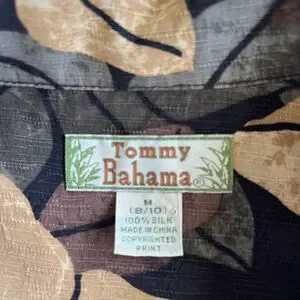 Tommy
Bahama®
M
(8/10)
100% SILK
MADE IN CHINA
COPYRIGHTED
PRINT